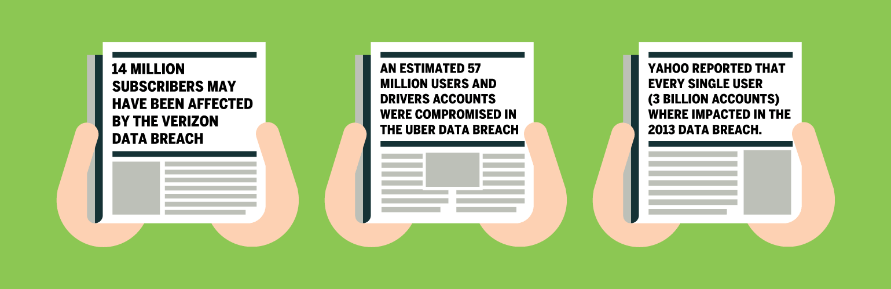 14 MILLION
SUBSCRIBERS MAY
HAVE BEEN AFFECTED
BY THE VERIZON
DATA BREACH
AN ESTIMATED 57
MILLION USERS AND
DRIVERS ACCOUNTS
WERE COMPROMISED IN
THE UBER DATA BREACH
YAHOO REPORTED THAT
EVERY SINGLE USER
(3 BILLION ACCOUNTS)
WHERE IMPACTED IN THE
2013 DATA BREACH.